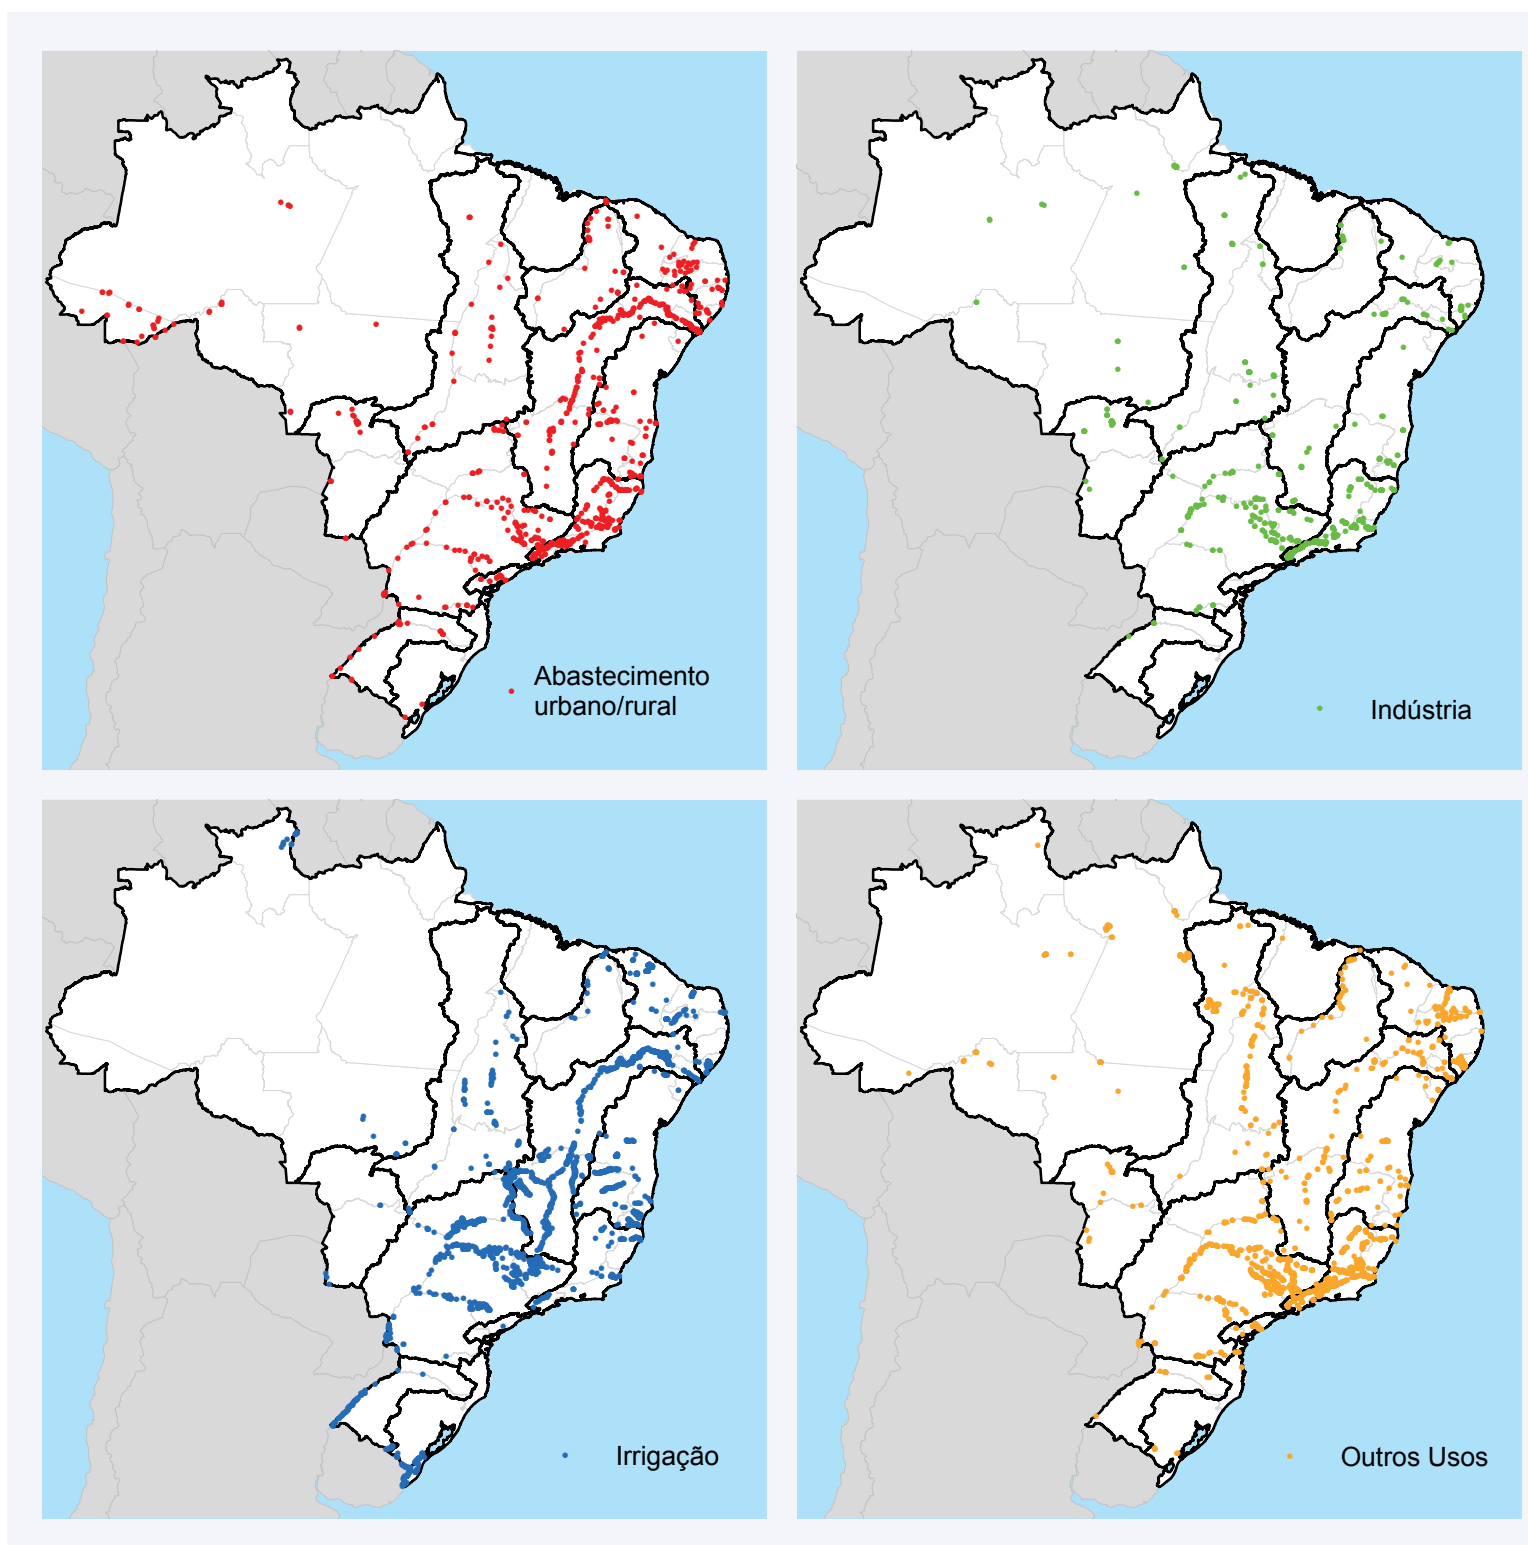 Abastecimento
urbano/rural
Indústria
Irrigação
Outros Usos